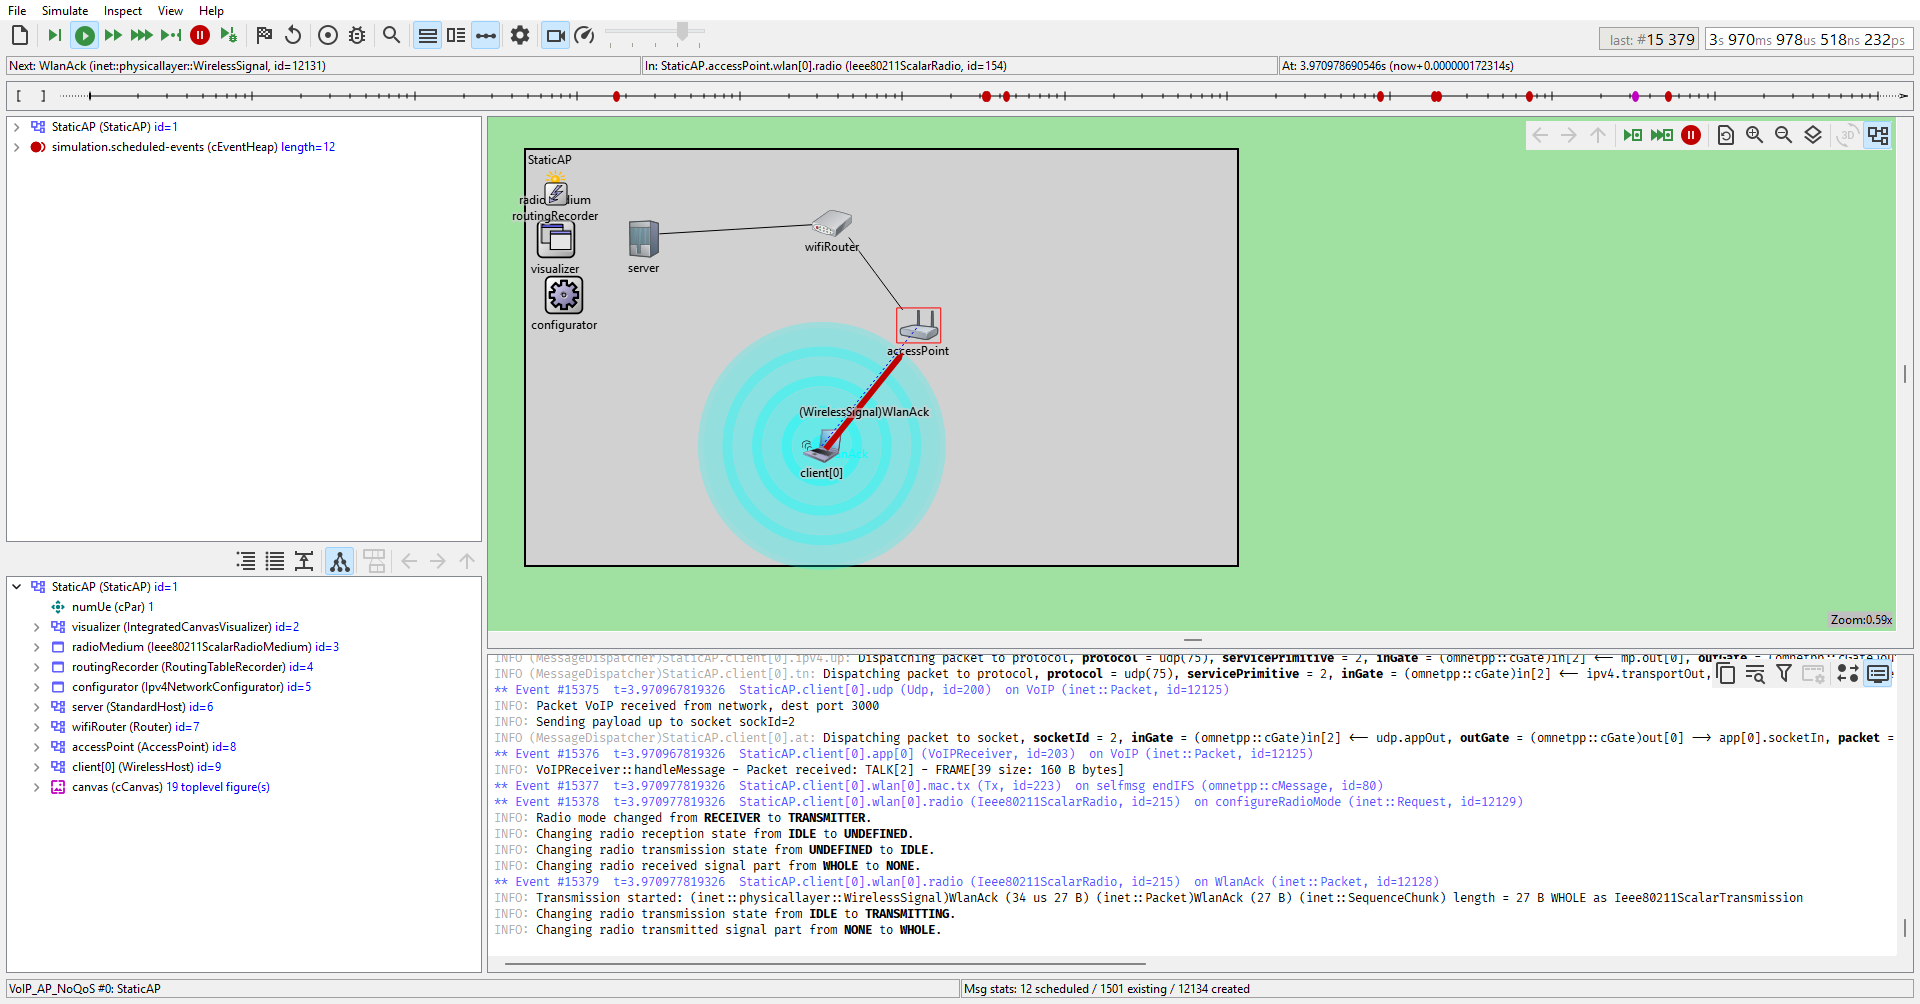 File Simulate Inspect View Help
last: #15 379
3s 970ms 978us 518ns 232ps
Next: WlanAck (inet::physicallayer::WirelessSignal, id=12131)
In: StaticAP.accessPoint.wlan[0].radio (Ieee80211ScalarRadio, id=154)
At: 3.970978690546s (now+0.000000172314s)
[ ]
StaticAP (StaticAP) id=1
simulation.scheduled-events (cEventHeap) length=12
3D
StaticAP
routingRecorder
visualizer
configurator
server
wifiRouter
accessPoint
(WirelessSignal)WlanAck
client[0]
Zoom:0.59x
StaticAP (StaticAP) id=1
numUe (cPar) 1
visualizer (IntegratedCanvasVisualizer) id=2
radioMedium (Ieee80211ScalarRadioMedium) id=3
routingRecorder (RoutingTableRecorder) id=4
configurator (Ipv4NetworkConfigurator) id=5
server (StandardHost) id=6
wifiRouter (Router) id=7
accessPoint (AccessPoint) id=8
client[0] (WirelessHost) id=9
canvas (cCanvas) 19 toplevel figure(s)
INFO (MessageDispatcher)StaticAP.client[0].ipv4.up: Dispatching packet to protocol, protocol = udp(75), servicePrimitive = 2, inGate = (omnetpp::cGate)in[2] <-- mp.out[0], outGate = (omnetpp::cGate)
INFO (MessageDispatcher)StaticAP.client[0].tn: Dispatching packet to protocol, protocol = udp(75), servicePrimitive = 2, inGate = (omnetpp::cGate)in[2] <-- ipv4.transportOut,
** Event #15375 t=3.970967819326 StaticAP.client[0].udp (Udp, id=200) on VoIP (inet::Packet, id=12125)
INFO: Packet VoIP received from network, dest port 3000
INFO: Sending payload up to socket sockId=2
INFO (MessageDispatcher)StaticAP.client[0].at: Dispatching packet to socket, socketId = 2, inGate = (omnetpp::cGate)in[2] <-- udp.appOut, outGate = (omnetpp::cGate)out[0] --> app[0].socketIn, packet =
** Event #15376 t=3.970967819326 StaticAP.client[0].app[0] (VoIPReceiver, id=203) on VoIP (inet::Packet, id=12125)
INFO: VoIPReceiver::handleMessage - Packet received: TALK[2] - FRAME[39 size: 160 B bytes]
** Event #15377 t=3.970977819326 StaticAP.client[0].wlan[0].mac.tx (Tx, id=223) on selfmsg endIFS (omnetpp::cMessage, id=80)
** Event #15378 t=3.970977819326 StaticAP.client[0].wlan[0].radio (Ieee80211ScalarRadio, id=215) on configureRadioMode (inet::Request, id=12129)
INFO: Radio mode changed from RECEIVER to TRANSMITTER.
INFO: Changing radio reception state from IDLE to UNDEFINED.
INFO: Changing radio transmission state from UNDEFINED to IDLE.
INFO: Changing radio received signal part from WHOLE to NONE.
** Event #15379 t=3.970977819326 StaticAP.client[0].wlan[0].radio (Ieee80211ScalarRadio, id=215) on WlanAck (inet::Packet, id=12128)
INFO: Transmission started: (inet::physicallayer::WirelessSignal)WlanAck (34 us 27 B) (inet::Packet)WlanAck (27 B) (inet::SequenceChunk) length = 27 B WHOLE as Ieee80211ScalarTransmission
INFO: Changing radio transmission state from IDLE to TRANSMITTING.
INFO: Changing radio transmitted signal part from NONE to WHOLE.
VoIP_AP_NoQoS #0: StaticAP
Msg stats: 12 scheduled / 1501 existing / 12134 created